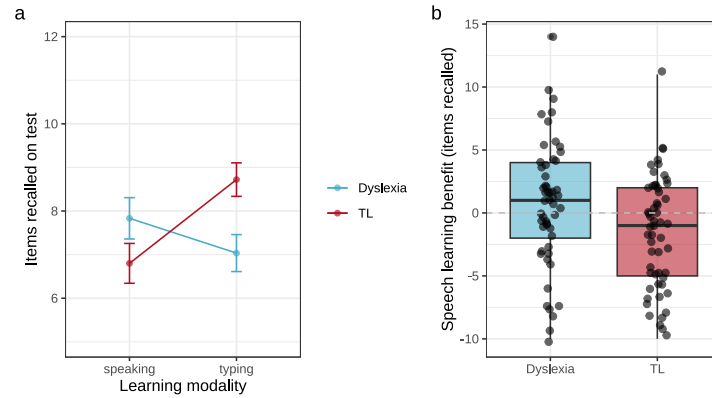 a
12
10
8
6
Items recalled on test
speaking
typing
Learning modality
Dyslexia
TL
b
15
10
5
0
-5
-10
Speech learning benefit (items recalled)
Dyslexia
TL